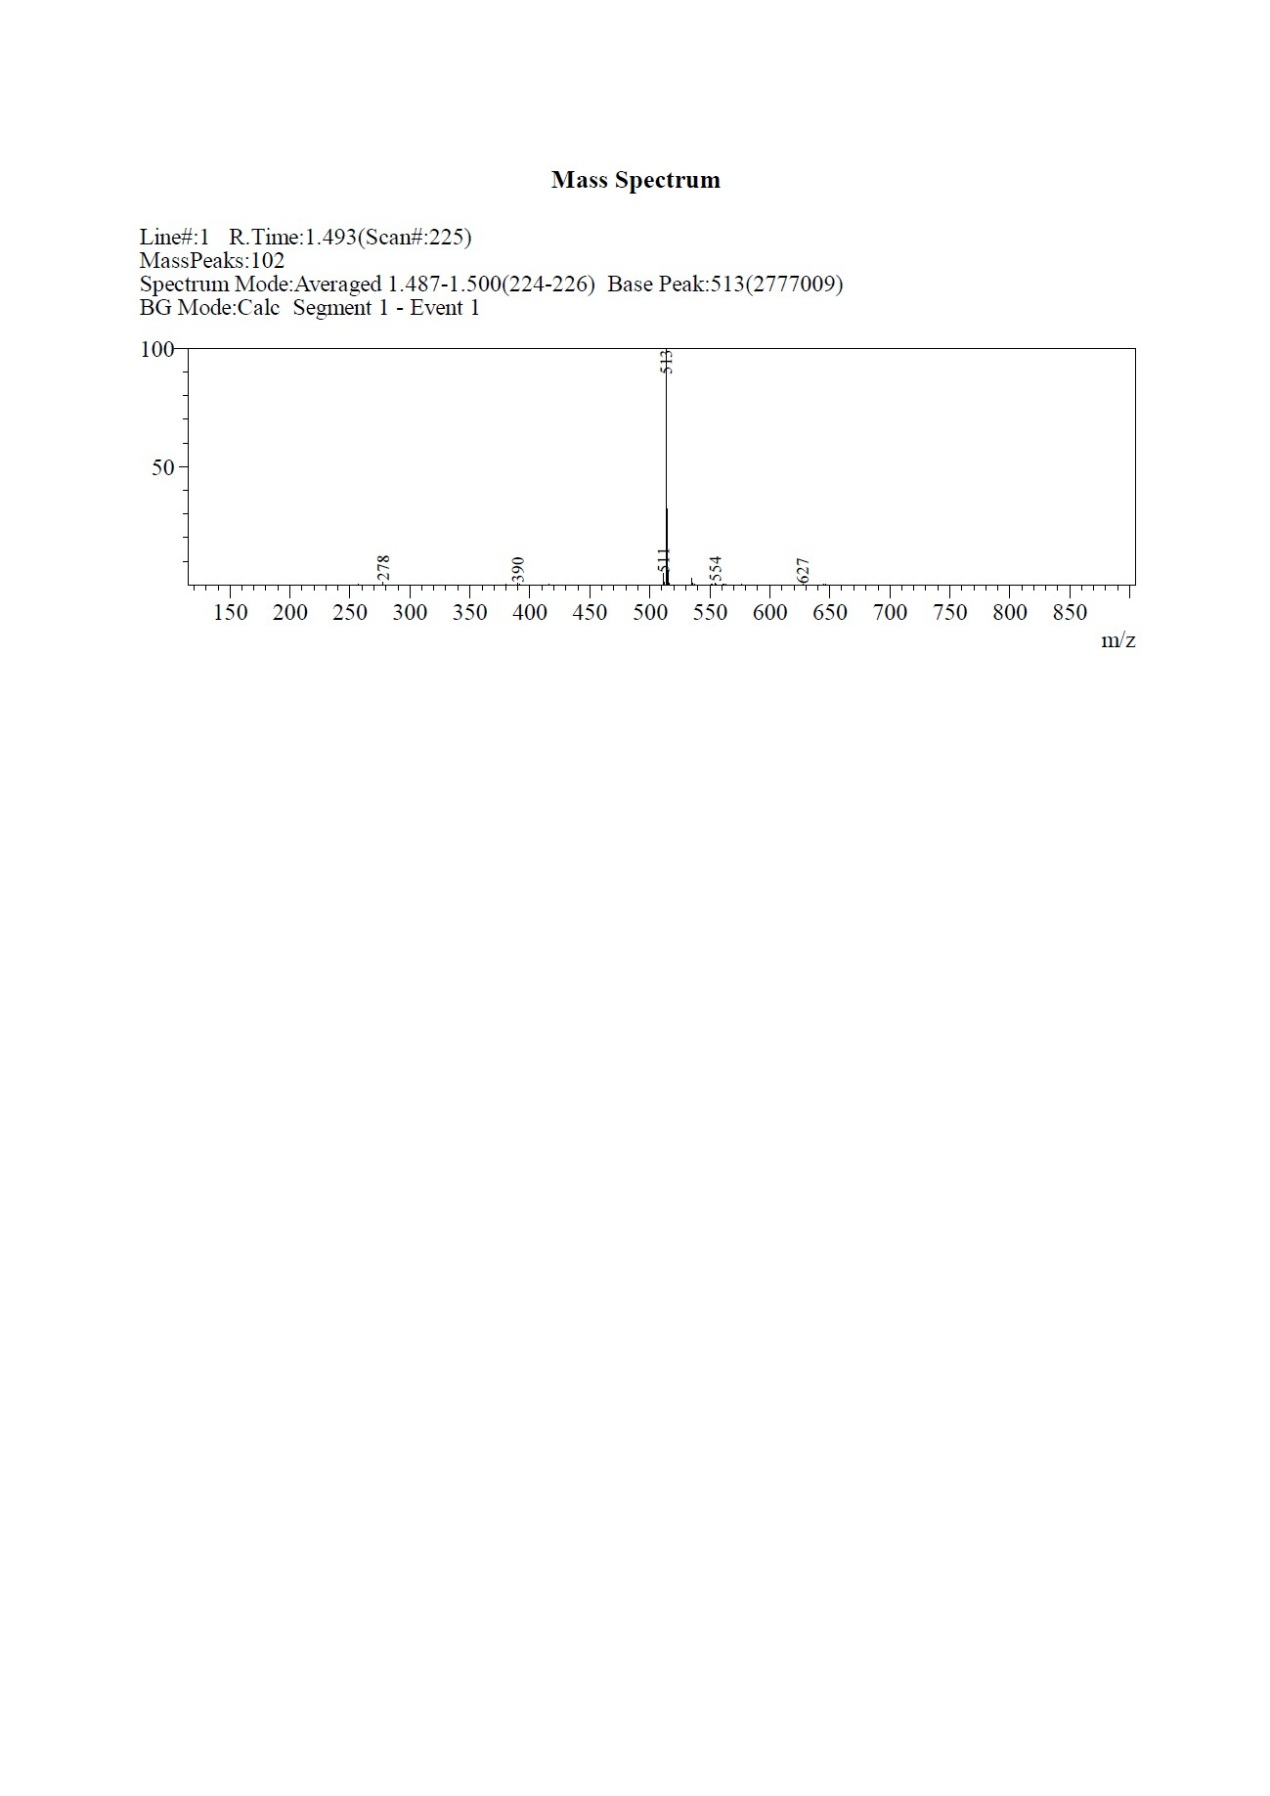 Mass Spectrum
Line#:1 R.Time:1.493(Scan#:225)
MassPeaks:102
Spectrum Mode:Averaged 1.487-1.500(224-226) Base Peak:513(2777009)
BG Mode:Calc Segment 1 - Event 1
100
513
50
278
390
511
554
627
150 200 250 300 350 400 450 500 550 600 650 700 750 800 850
m/z